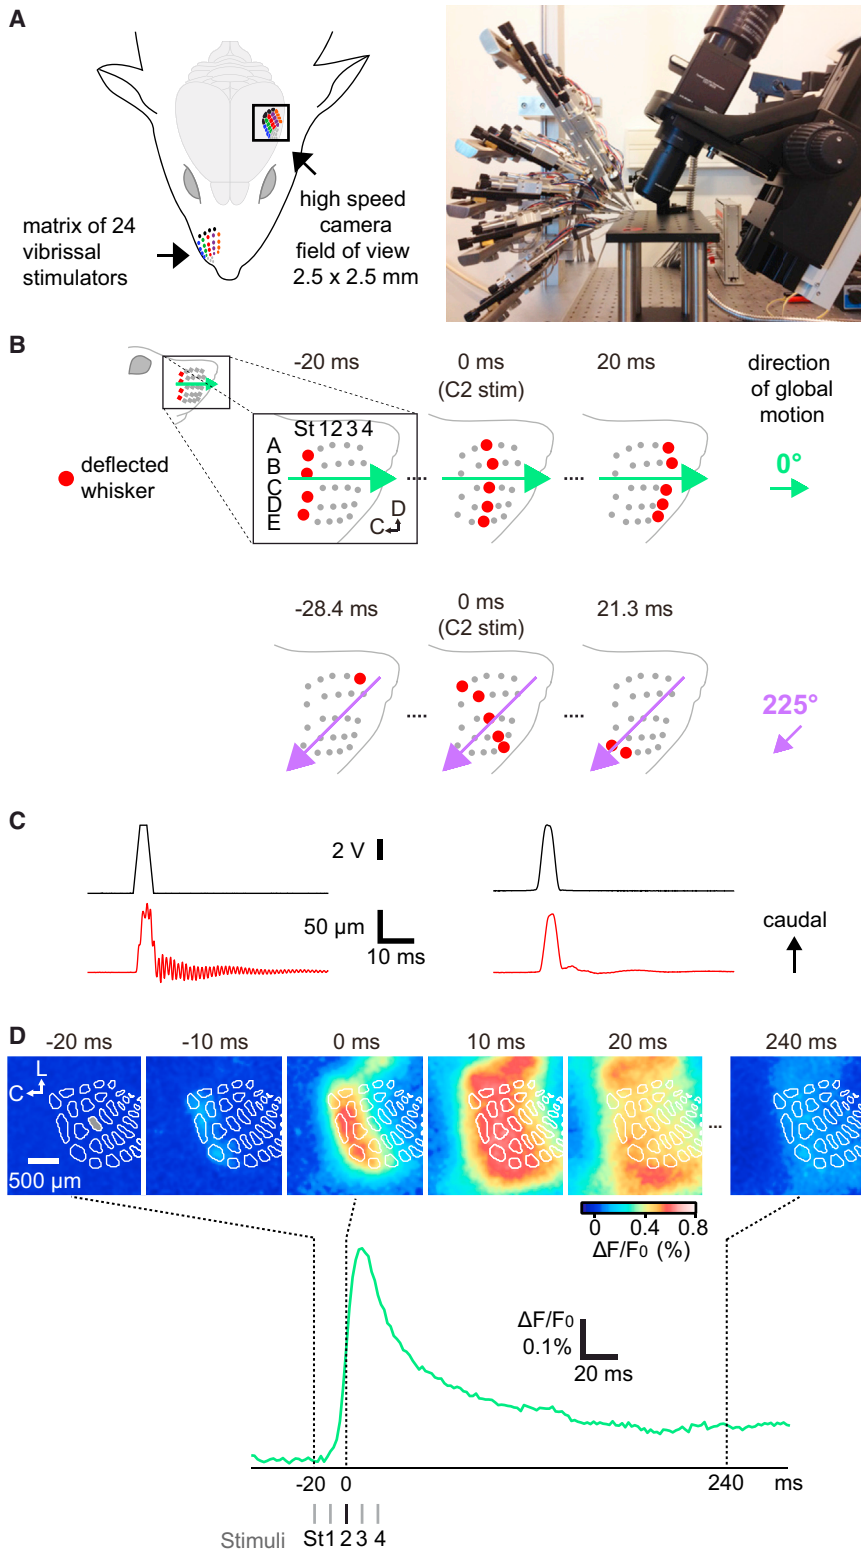 A
matrix of 24
vibrissal
stimulators
high speed
camera
field of view
2.5 x 2.5 mm
B
-20 ms
0 ms
(C2 stim)
20 ms
direction
of global
motion
0°
deflected
whisker
St 1 2 3 4
A
B
C
D
E
D
C
-28.4 ms
0 ms
(C2 stim)
21.3 ms
225°
C
2 V
50 µm
10 ms
caudal
D
-20 ms
-10 ms
0 ms
10 ms
20 ms
240 ms
L
C
500 µm
...
0 0.4 0.8
ΔF/F0 (%)
ΔF/F0
0.1%
20 ms
-20 0 240 ms
Stimuli St 1 2 3 4